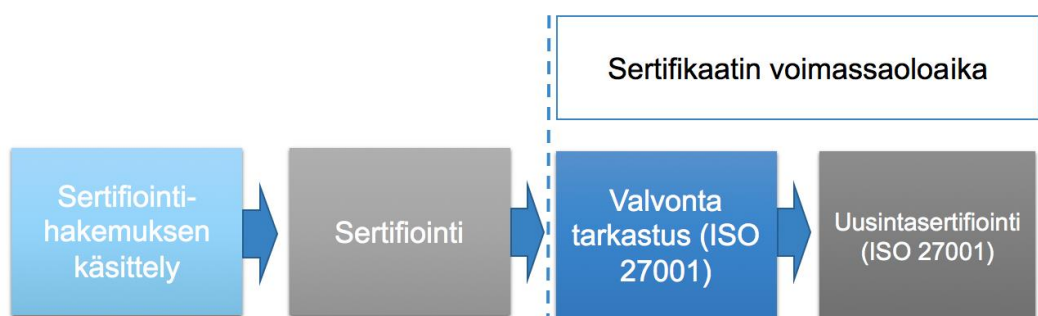 Sertifikaatin voimassaoloaika
Sertifiointi-
hakemuksen
käsittely
Sertifiointi
Valvonta
tarkastus (ISO
27001)
Uusintasertifiointi
(ISO 27001)